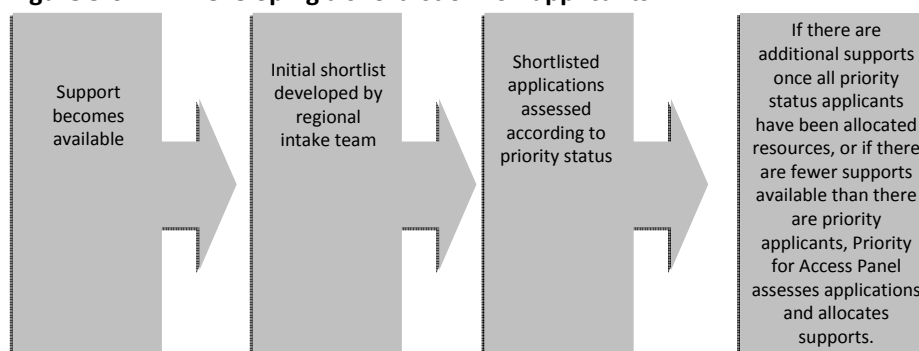 Support
becomes
available
Initial shortlist
developed by
regional
intake team
Shortlisted
applications
assessed
according to
priority status
If there are
additional supports
once all priority
status applicants
have been allocated
resources, or if there
are fewer supports
available than there
are priority
applicants, Priority
for Access Panel
assesses applications
and allocates
supports.